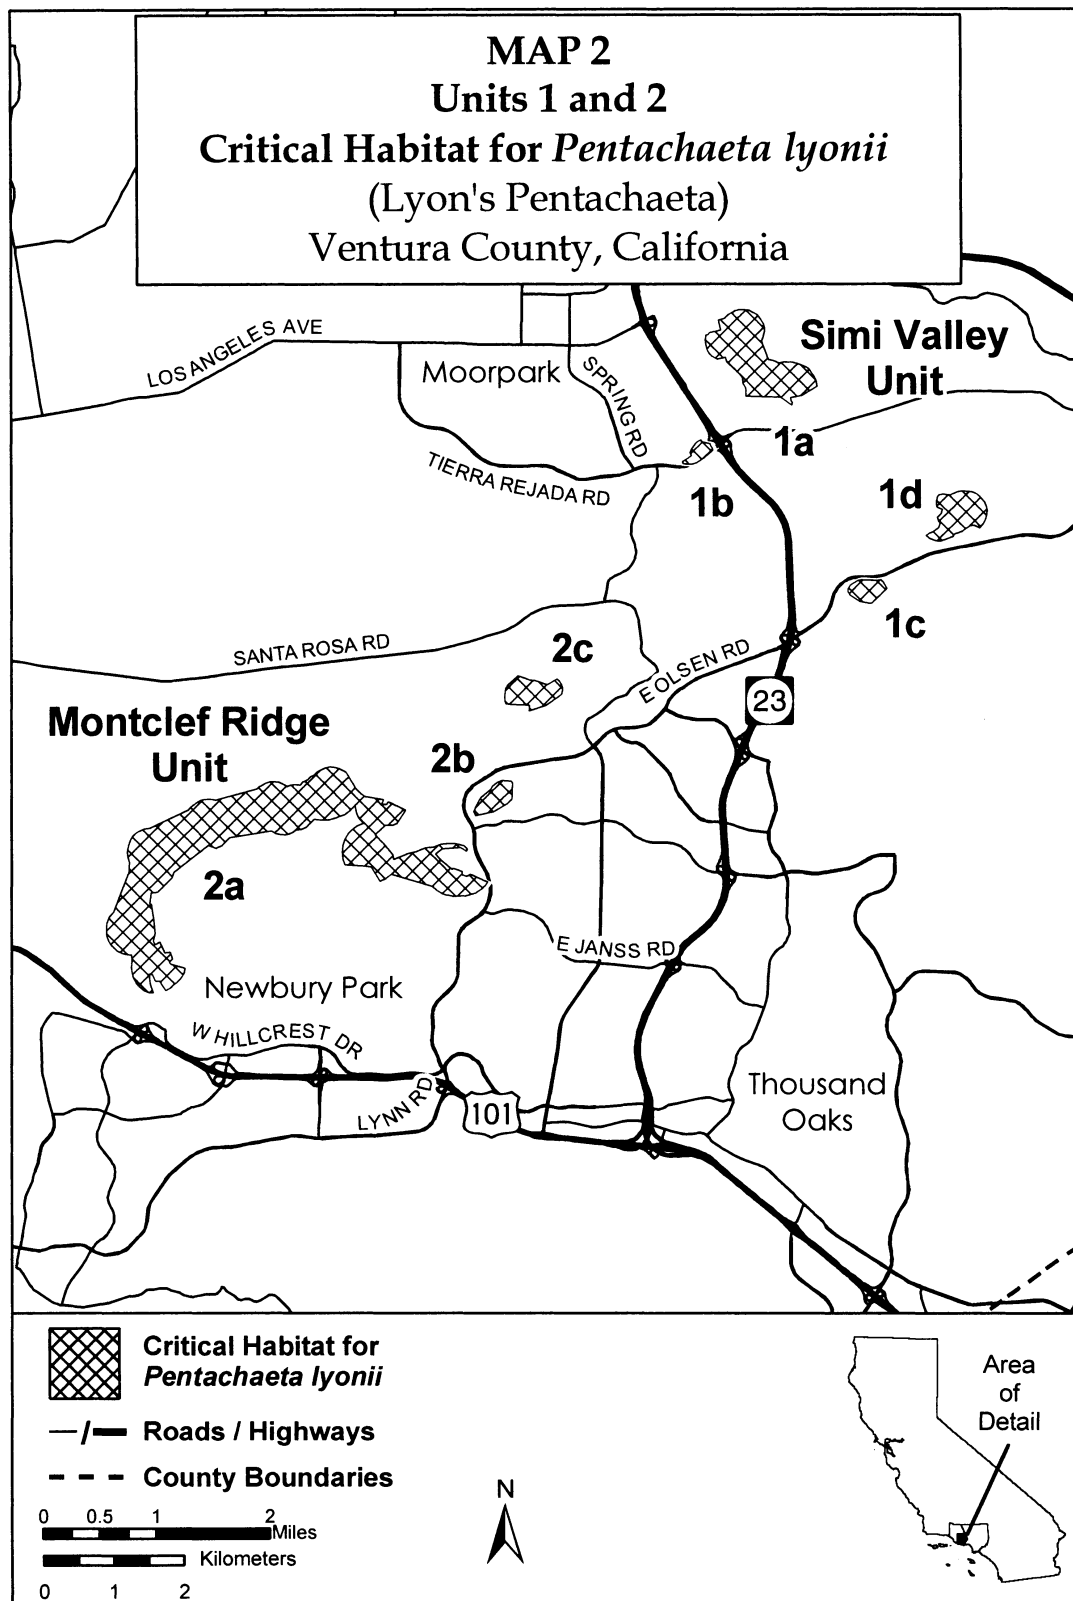 MAP 2
Units 1 and 2
Critical Habitat for Pentachaeta lyonii
(Lyon's Pentachaeta)
Ventura County, California
LOS ANGELES AVE
Moorpark
SPRING RD
Simi Valley
Unit
1a
TIERRA REJADA RD
1b
1d
1c
SANTA ROSA RD
2c
E OLSEN RD
23
Montclef Ridge
Unit
2b
2a
E JANSS RD
Newbury Park
W HILLCREST DR
LYNN RD
101
Thousand
Oaks
Critical Habitat for
Pentachaeta lyonii
Roads / Highways
County Boundaries
0 0.5 1 2
Miles
Kilometers
0 1 2
N
Area
of
Detail